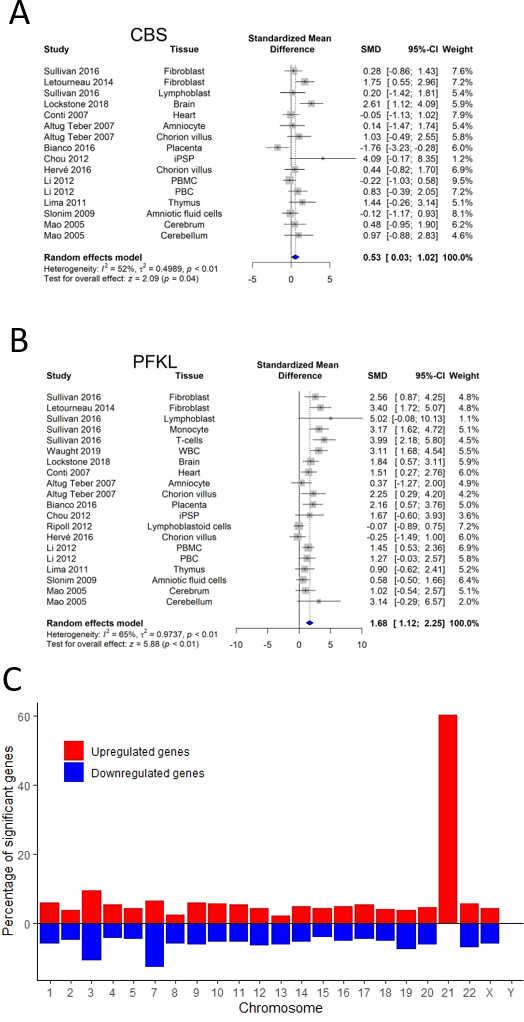 A
CBS
Standardized Mean
Study Tissue Difference SMD 95%-CI Weight
Sullivan 2016 Fibroblast 0.28 [-0.86; 1.43] 7.6%
Letourneau 2014 Fibroblast 1.75 [0.55; 2.96] 7.2%
Sullivan 2016 Lymphoblast 0.20 [-1.42; 1.81] 5.4%
Lockstone 2018 Brain 2.61 [1.12; 4.09] 5.9%
Conti 2007 Heart -0.05 [-1.13; 1.02] 7.9%
Altug Teber 2007 Amniocyte 0.14 [-1.47; 1.74] 5.4%
Altug Teber 2007 Chorion villus 1.03 [-0.49; 2.55] 5.8%
Bianco 2016 Placenta -1.76 [-3.23; -0.28] 6.0%
Chou 2012 iPSP 4.09 [-0.17; 8.35] 1.2%
Hervé 2016 Chorion villus 0.44 [-0.82; 1.70] 6.9%
Li 2012 PBMC -0.22 [-1.03; 0.58] 9.5%
Li 2012 PBC 0.83 [-0.39; 2.05] 7.2%
Lima 2011 Thymus 1.44 [-0.26; 3.14] 5.1%
Slonim 2009 Amniotic fluid cells -0.12 [-1.17; 0.93] 8.1%
Mao 2005 Cerebrum 0.48 [-0.95; 1.90] 6.2%
Mao 2005 Cerebellum 0.97 [-0.88; 2.83] 4.6%
Random effects model 0.53 [0.03; 1.02] 100.0%
Heterogeneity: I² = 52%, τ² = 0.4989, p < 0.01
Test for overall effect: z = 2.09 (p = 0.04)
-5 0 5
B
PFKL
Standardized Mean
Study Tissue Difference SMD 95%-CI Weight
Sullivan 2016 Fibroblast 2.56 [0.87; 4.25] 4.8%
Letourneau 2014 Fibroblast 3.40 [1.72; 5.07] 4.8%
Sullivan 2016 Lymphoblast 5.02 [-0.08; 10.13] 1.1%
Sullivan 2016 Monocyte 3.17 [1.62; 4.72] 5.1%
Sullivan 2016 T-cells 3.99 [2.18; 5.80] 4.5%
Waught 2019 WBC 3.11 [1.68; 4.54] 5.5%
Lockstone 2018 Brain 1.84 [0.57; 3.11] 5.9%
Conti 2007 Heart 1.51 [0.27; 2.76] 6.0%
Altug Teber 2007 Amniocyte 0.37 [-1.27; 2.00] 4.9%
Altug Teber 2007 Chorion villus 2.25 [0.29; 4.20] 4.2%
Bianco 2016 Placenta 2.16 [0.57; 3.76] 5.0%
Chou 2012 iPSP 1.67 [-0.60; 3.93] 3.6%
Ripoll 2012 Lymphoblastoid cells -0.07 [-0.89; 0.75] 7.2%
Hervé 2016 Chorion villus -0.25 [-1.49; 1.00] 6.0%
Li 2012 PBMC 1.45 [0.53; 2.36] 6.9%
Li 2012 PBC 1.27 [-0.03; 2.57] 5.8%
Lima 2011 Thymus 0.90 [-0.62; 2.41] 5.2%
Slonim 2009 Amniotic fluid cells 0.58 [-0.50; 1.66] 6.4%
Mao 2005 Cerebrum 1.02 [-0.54; 2.57] 5.1%
Mao 2005 Cerebellum 3.14 [-0.29; 6.57] 2.0%
Random effects model 1.68 [1.12; 2.25] 100.0%
Heterogeneity: I² = 65%, τ² = 0.9737, p < 0.01
Test for overall effect: z = 5.88 (p < 0.01)
-10 -5 0 5 10
C
Percentage of significant genes
60
40
20
0
Upregulated genes
Downregulated genes
1 2 3 4 5 7 8 9 10 11 12 13 14 15 16 17 18 19 20 21 22 X Y
Chromosome